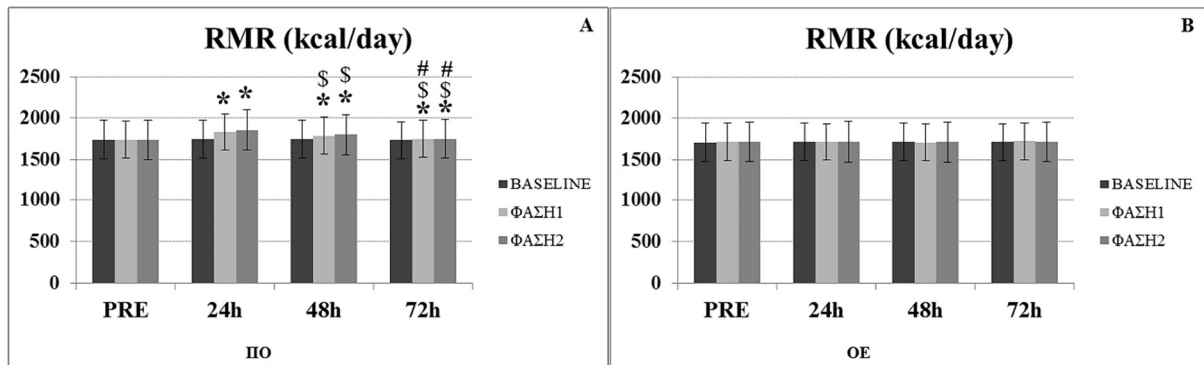 A
RMR (kcal/day)
2500
2000
1500
1000
500
0
* *
$ $
* *
# #
$ $
* *
PRE 24h 48h 72h
ΠΟ
BASELINE
ΦΑΣΗ1
ΦΑΣΗ2
B
RMR (kcal/day)
2500
2000
1500
1000
500
0
PRE 24h 48h 72h
ΟΕ
BASELINE
ΦΑΣΗ1
ΦΑΣΗ2